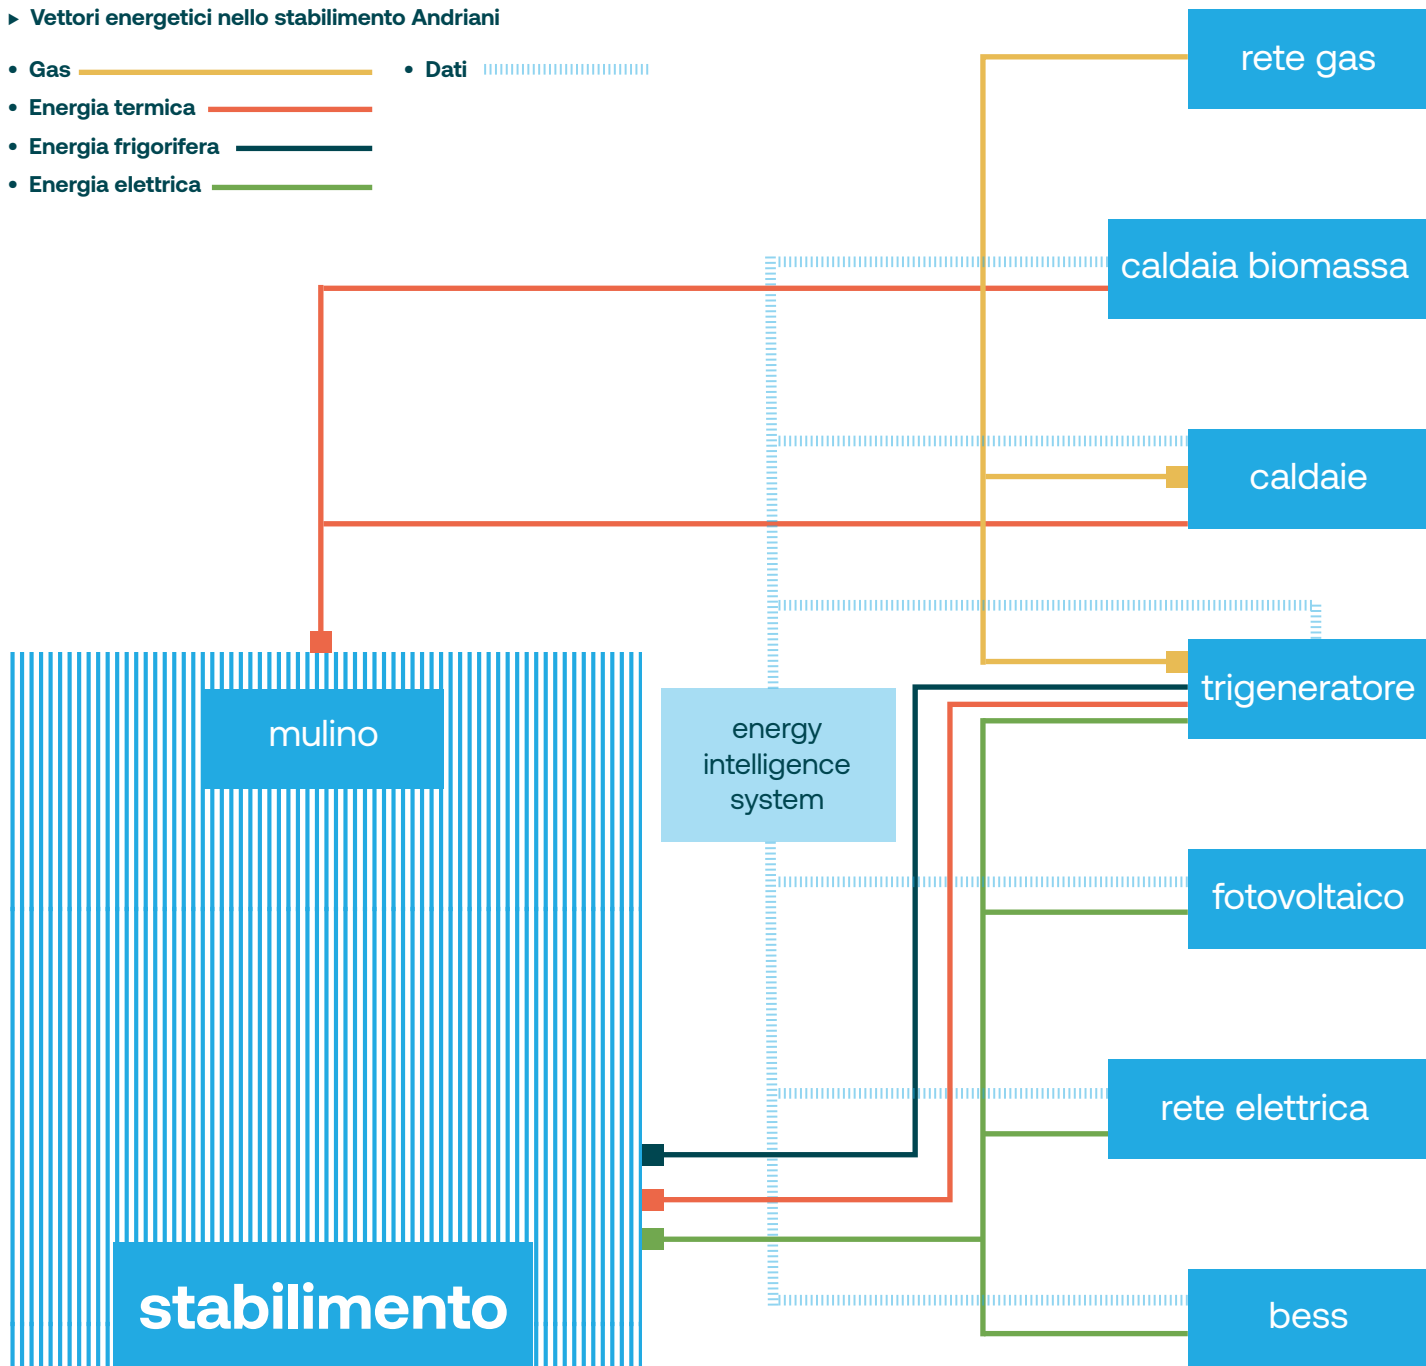 Vettori energetici nello stabilimento Andriani
Gas
Dati
Energia termica
Energia frigorifera
Energia elettrica
rete gas
caldaia biomassa
caldaie
trigeneratore
mulino
energy
intelligence
system
fotovoltaico
rete elettrica
stabilimento
bess